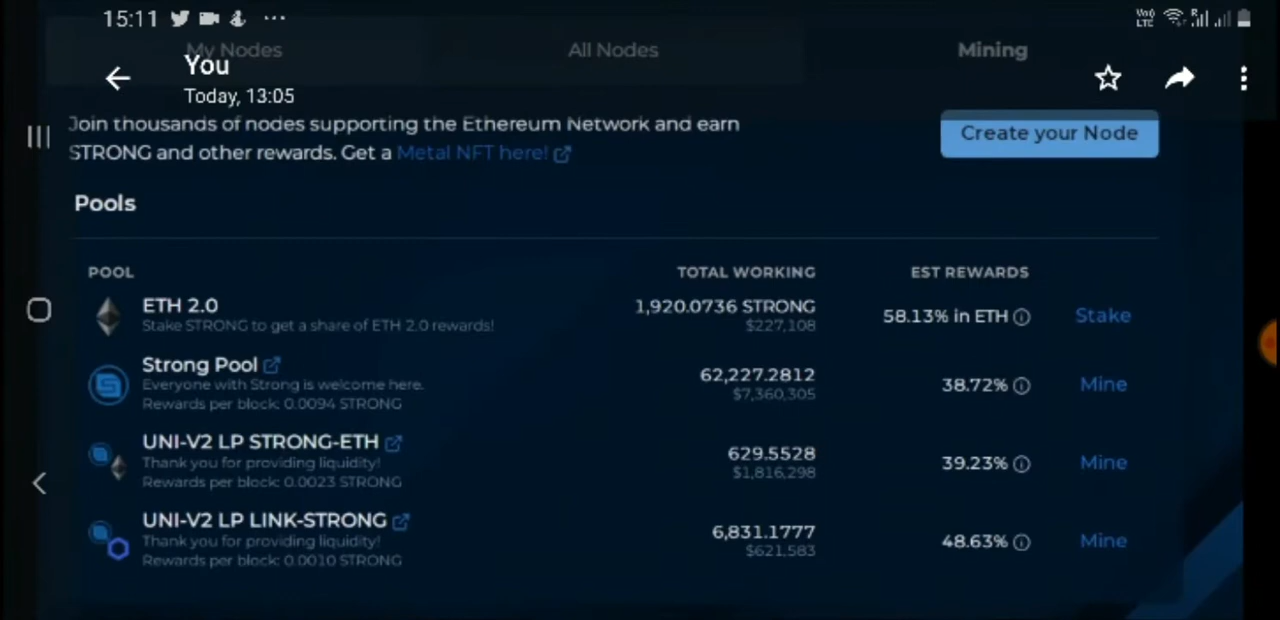 15:11
My Nodes
All Nodes
Mining
You
Today, 13:05
Join thousands of nodes supporting the Ethereum Network and earn
STRONG and other rewards. Get a Metal NFT here!
Create your Node
Pools
POOL
TOTAL WORKING
EST REWARDS
ETH 2.0
Stake STRONG to get a share of ETH 2.0 rewards!
1,920.0736 STRONG
$227,108
58.13% in ETH
Stake
Strong Pool
Everyone with Strong is welcome here.
Rewards per block: 0.0094 STRONG
62,227.2812
$7,360,305
38.72%
Mine
UNI-V2 LP STRONG-ETH
Thank you for providing liquidity!
Rewards per block: 0.0023 STRONG
629.5528
$1,816,298
39.23%
Mine
UNI-V2 LP LINK-STRONG
Thank you for providing liquidity!
Rewards per block: 0.0010 STRONG
6,831.1777
$621,583
48.63%
Mine